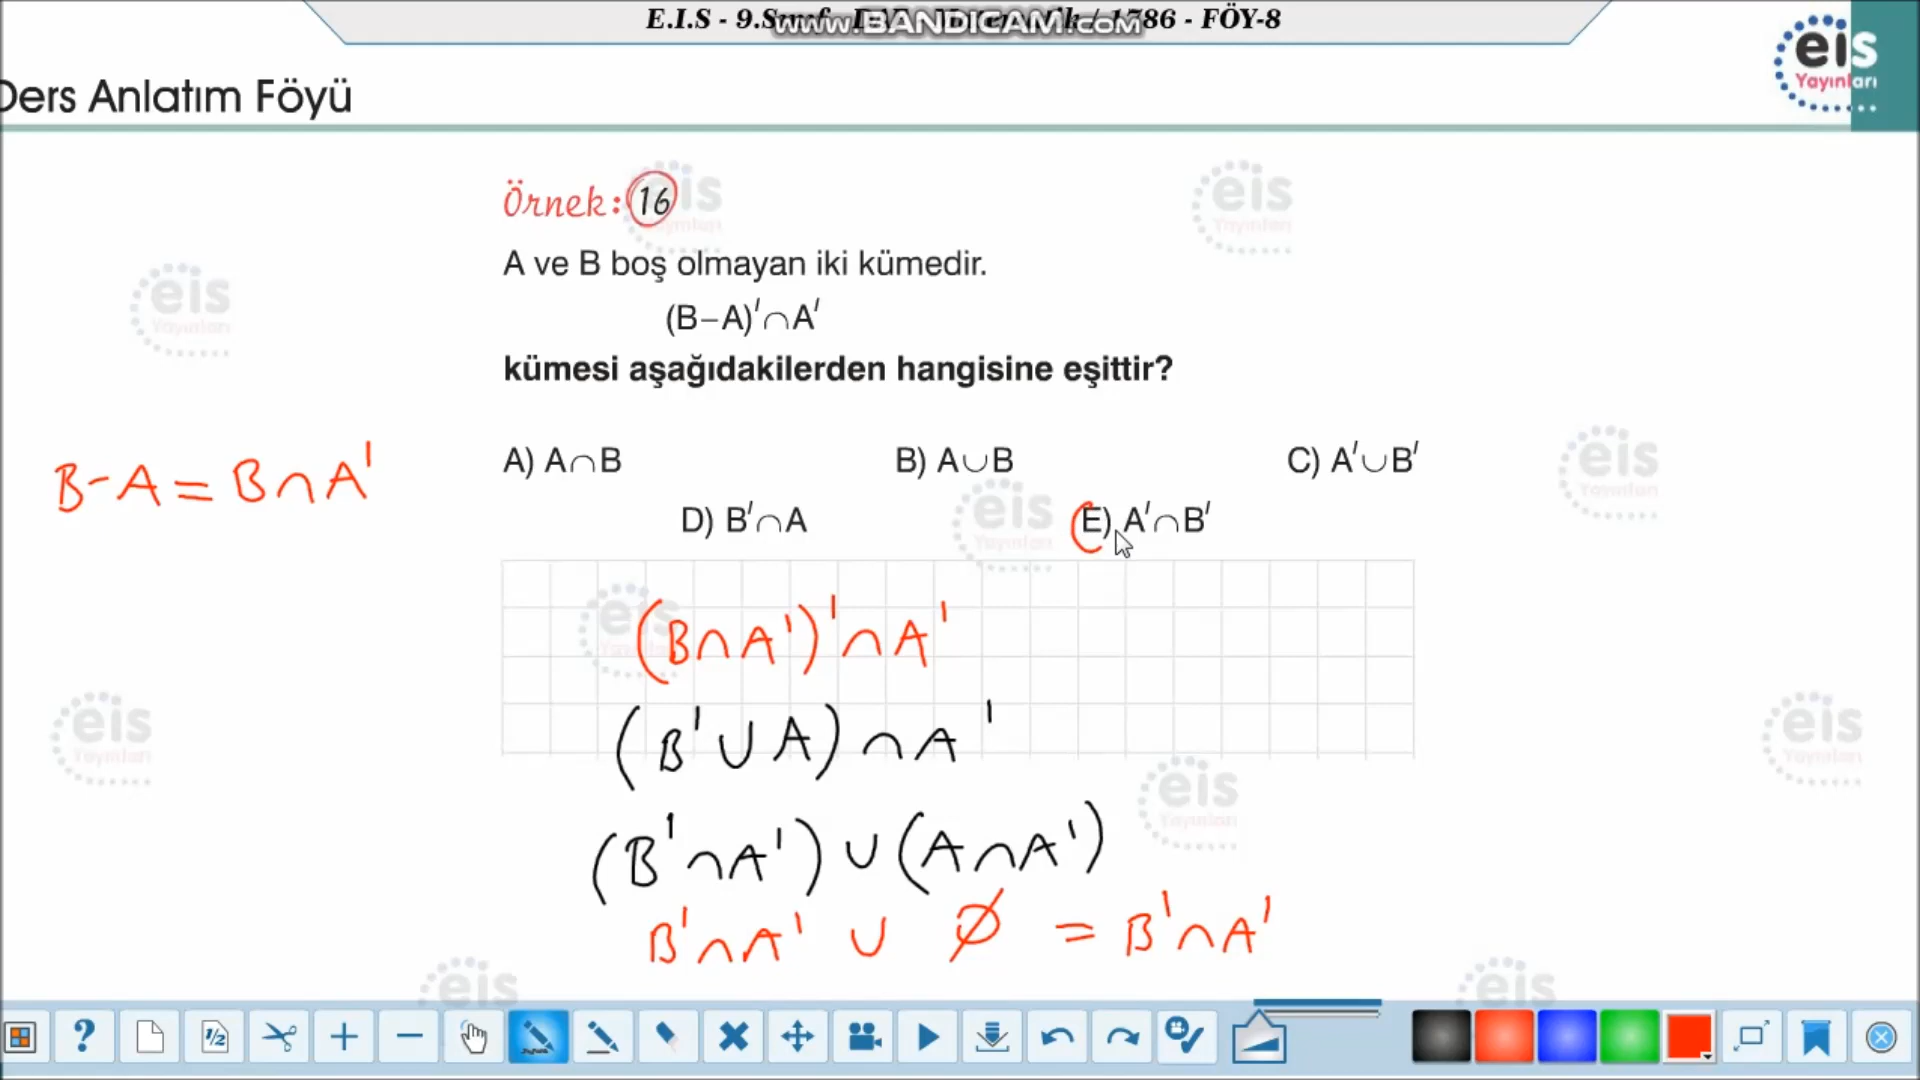 E.I.S - 9.Sınıf
www.BANDICAM.com
1786 - FÖY-8
eis
Yayınları
Ders Anlatım Föyü
Örnek: 16
A ve B boş olmayan iki kümedir.
(B–A)′∩A′
kümesi aşağıdakilerden hangisine eşittir?
A) A∩B B) A∪B C) A′∪B′
B-A=B∩A'
D) B′∩A E) A′∩B′
(B∩A')'∩A'
(B'∪A)∩A'
(B'∩A')∪(A∩A')
B'∩A' ∪ ∅ = B'∩A'